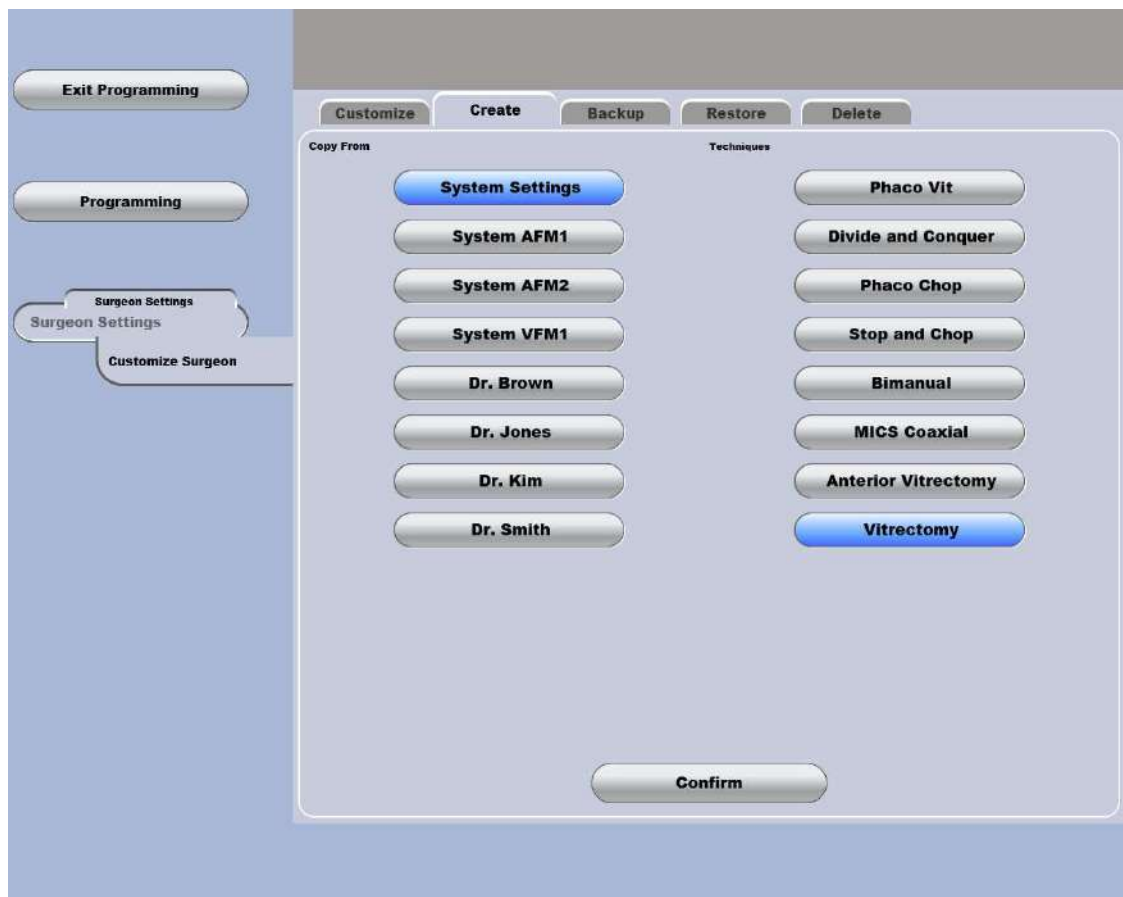 Exit Programming
Programming
Surgeon Settings
Surgeon Settings
Customize Surgeon
Customize
Create
Backup
Restore
Delete
Copy From
Techniques
System Settings
Phaco Vit
System AFM1
Divide and Conquer
System AFM2
Phaco Chop
System VFM1
Stop and Chop
Dr. Brown
Bimanual
Dr. Jones
MICS Coaxial
Dr. Kim
Anterior Vitrectomy
Dr. Smith
Vitrectomy
Confirm